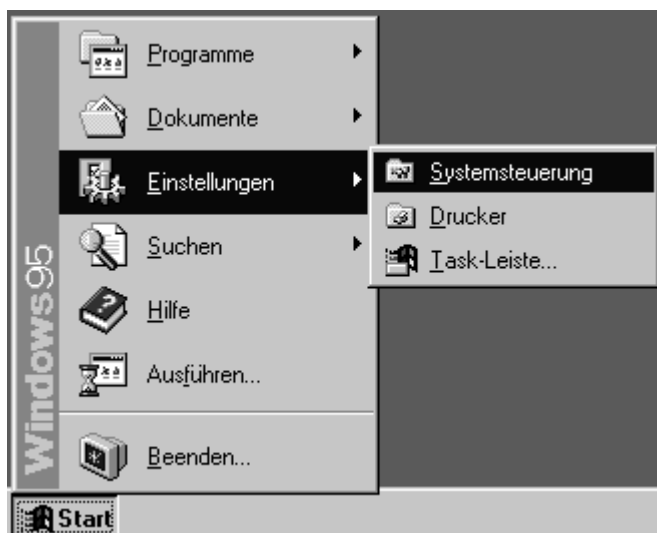 Programme
Dokumente
Einstellungen
Systemsteuerung
Drucker
Task-Leiste...
Suchen
Hilfe
Ausführen...
Beenden...
Windows95
Start